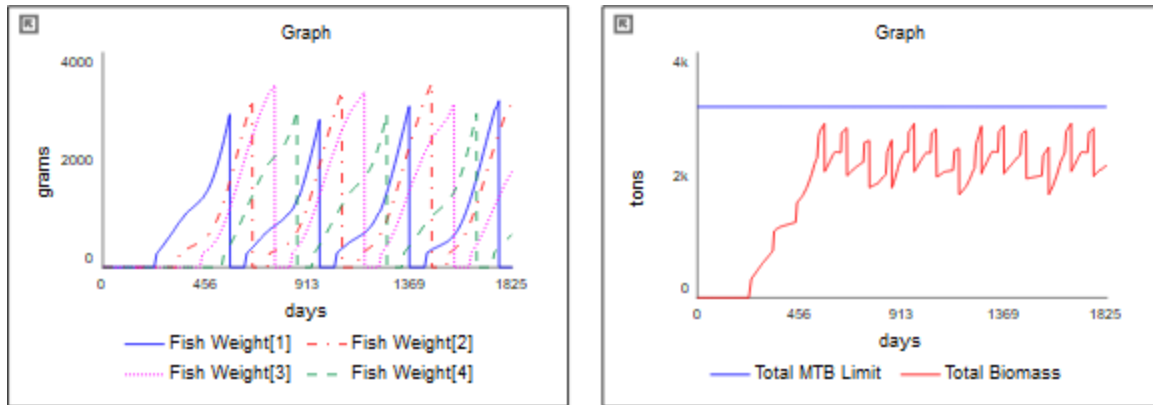 Graph
4000
2000
0
grams
0 456 913 1369 1825
days
Fish Weight[1] Fish Weight[2]
Fish Weight[3] Fish Weight[4]
Graph
4k
2k
0
tons
0 456 913 1369 1825
days
Total MTB Limit Total Biomass